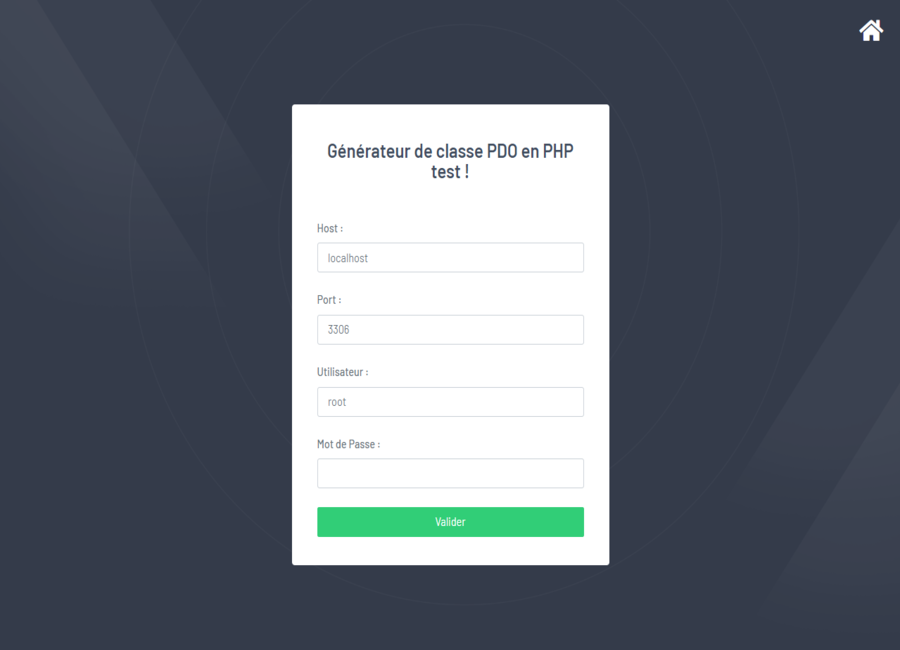 Générateur de classe PDO en PHP
test !
Host :
localhost
Port :
3306
Utilisateur :
root
Mot de Passe :
Valider